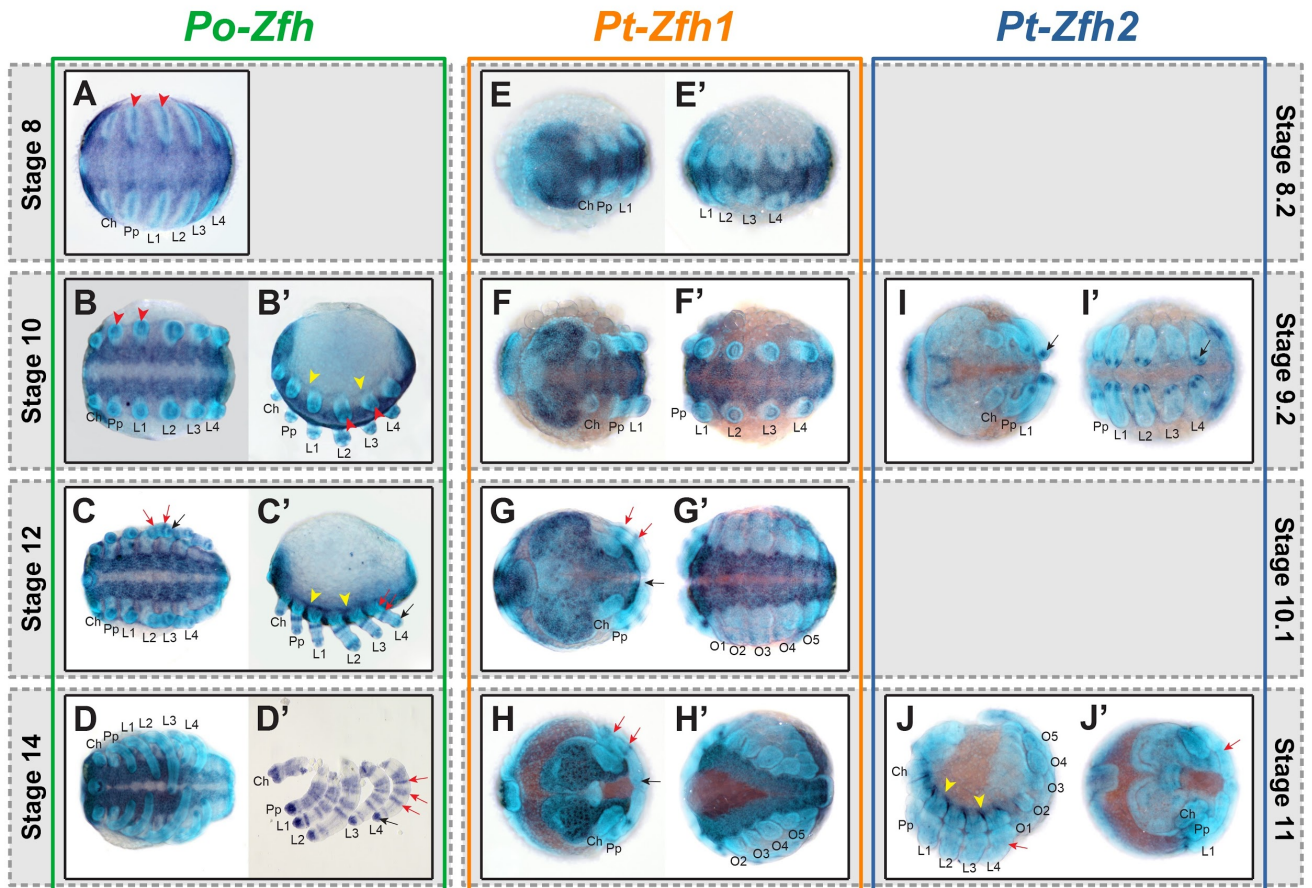 Po-Zfh
Pt-Zfh1
Pt-Zfh2
Stage 8
A
Ch
Pp
L1
L2
L3
L4
E
Ch Pp L1
E’
L1 L2 L3 L4
Stage 8.2
Stage 10
B
Ch Pp L1 L2 L3 L4
B’
Ch
Pp
L1
L2
L3
L4
F
Ch Pp L1
F’
Pp
L1 L2 L3 L4
I
Ch
Pp
L1
I’
Pp L1 L2 L3 L4
Stage 9.2
Stage 12
C
Ch Pp L1 L2 L3 L4
C’
Ch
Pp
L1
L2
L3
L4
G
Ch
Pp
G’
O1 O2 O3 O4 O5
Stage 10.1
Stage 14
D
Ch Pp L1 L2 L3 L4
D’
Ch
Pp
L1
L2
L3
L4
H
Ch
Pp
H’
O2 O3 O4 O5
J
Ch
Pp
L1
L2
L3
L4
O1
O2
O3
O4
O5
J’
Ch
Pp
L1
Stage 11